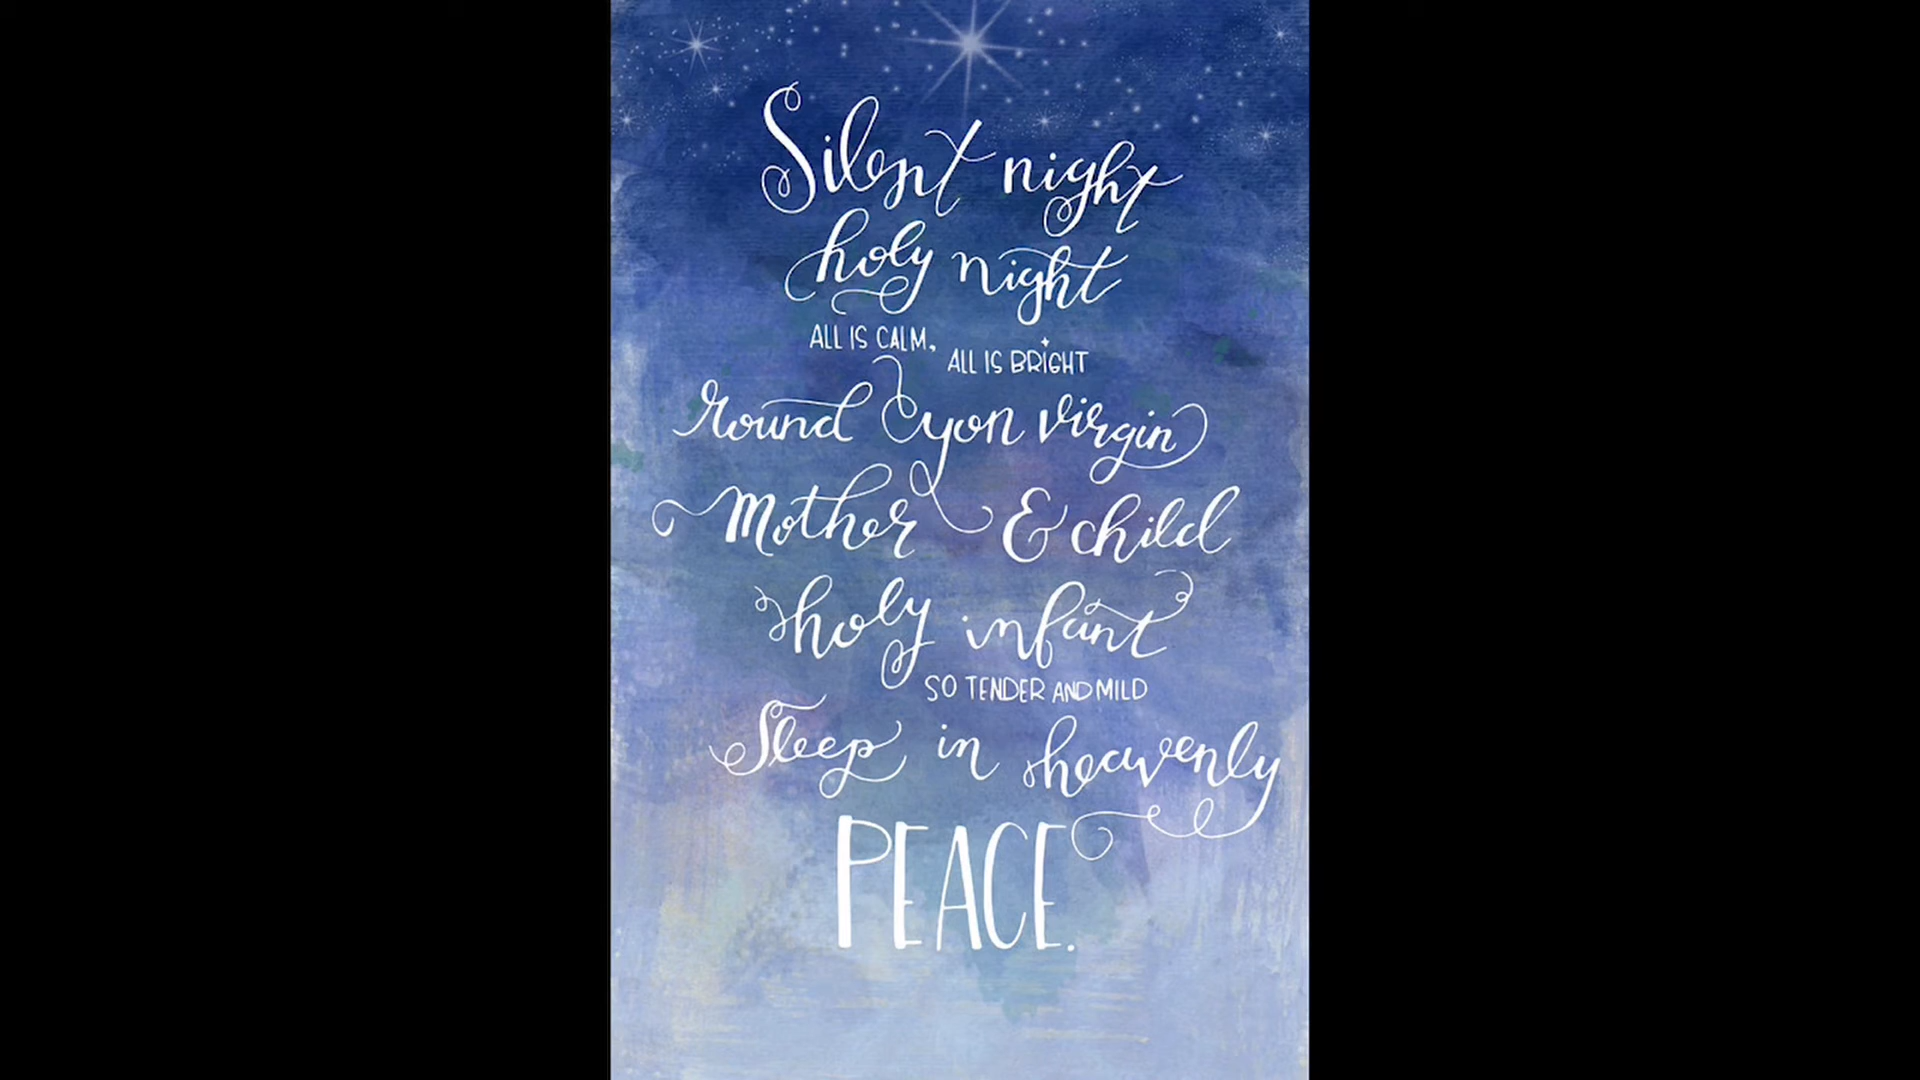 Silent night
holy night
ALL IS CALM,
ALL IS BRIGHT
round yon virgin
Mother & child
holy infant
SO TENDER AND MILD
Sleep in heavenly
PEACE.